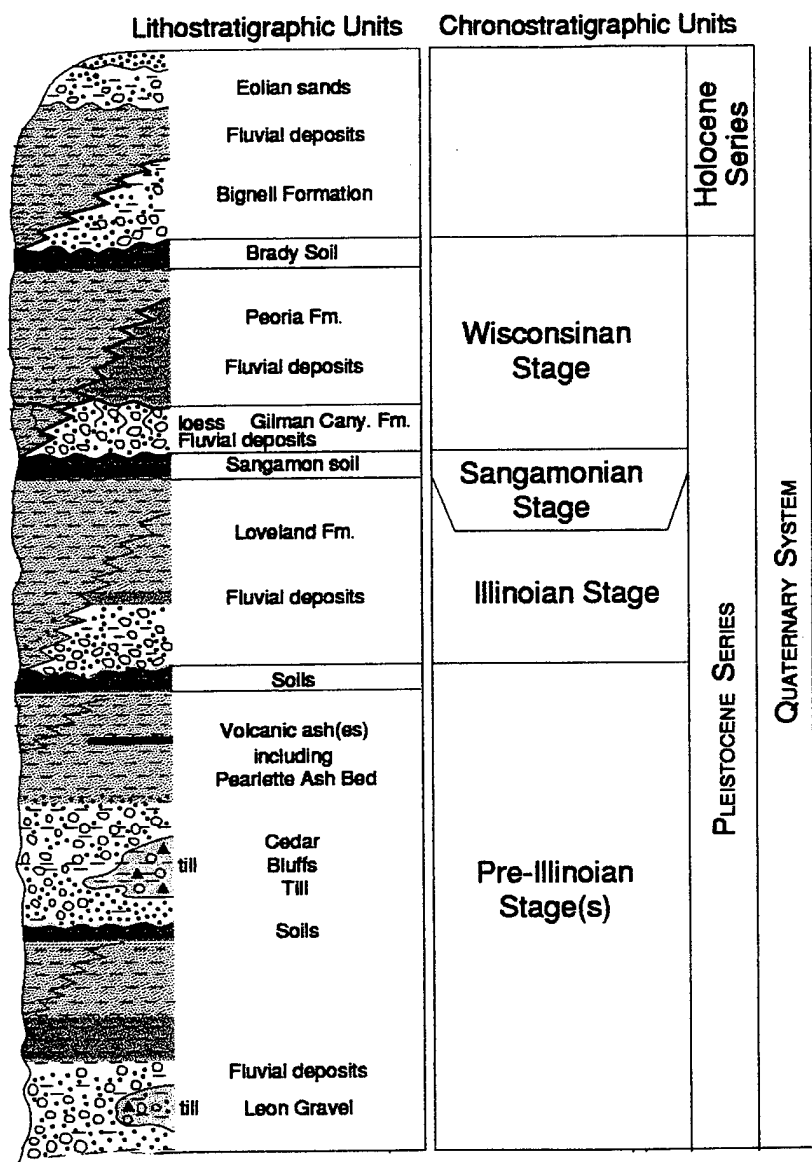 Lithostratigraphic Units
Chronostratigraphic Units
Eolian sands
Fluvial deposits
Bignell Formation
Brady Soil
Peoria Fm.
Fluvial deposits
loess Gilman Cany. Fm.
Fluvial deposits
Sangamon soil
Loveland Fm.
Fluvial deposits
Soils
Volcanic ash(es)
including
Pearlette Ash Bed
till
Cedar
Bluffs
Till
Soils
Fluvial deposits
till Leon Gravel
Wisconsinan
Stage
Sangamonian
Stage
Illinoian Stage
Pre-Illinoian
Stage(s)
Holocene
Series
PLEISTOCENE SERIES
QUATERNARY SYSTEM